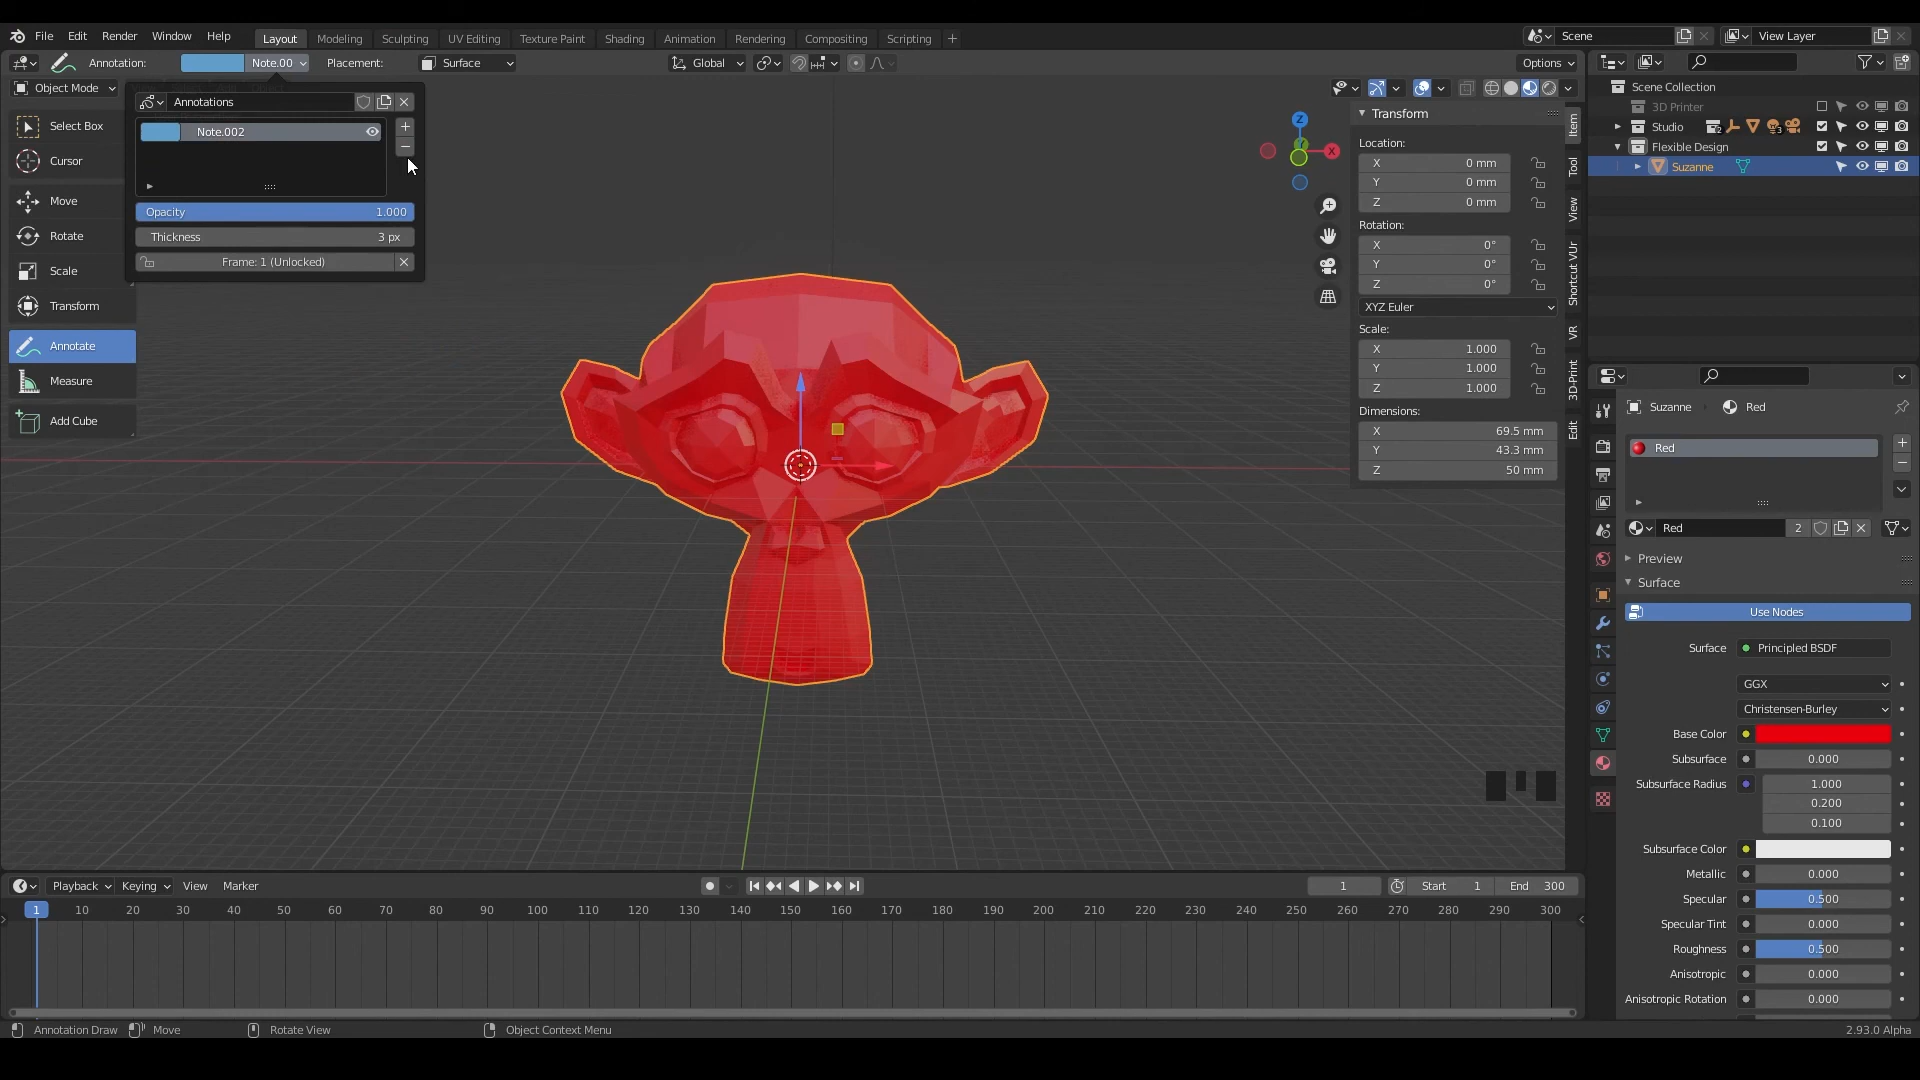 File Edit Render Window Help Layout Modeling Sculpting UV Editing Texture Paint Shading Animation Rendering Compositing Scripting + Scene View Layer
Annotation: Note.00 Placement: Surface Global Options
Object Mode
Annotations
Note.002
Opacity 1.000
Thickness 3 px
Frame: 1 (Unlocked)
Select Box
Cursor
Move
Rotate
Scale
Transform
Annotate
Measure
Add Cube
Z
X
Transform
Location:
X 0 mm
Y 0 mm
Z 0 mm
Rotation:
X 0°
Y 0°
Z 0°
XYZ Euler
Scale:
X 1.000
Y 1.000
Z 1.000
Dimensions:
X 69.5 mm
Y 43.3 mm
Z 50 mm
Item
Tool
View
Shortcut VUr
VR
3D-Print
Edit
Scene Collection
3D Printer
Studio 2 3
Flexible Design
Suzanne
Suzanne Red
Red
Red 2
Preview
Surface
Use Nodes
Surface Principled BSDF
GGX
Christensen-Burley
Base Color
Subsurface 0.000
Subsurface Radius 1.000
0.200
0.100
Subsurface Color
Metallic 0.000
Specular 0.500
Specular Tint 0.000
Roughness 0.500
Anisotropic 0.000
Anisotropic Rotation 0.000
Playback Keying View Marker 1 Start 1 End 300
1 10 20 30 40 50 60 70 80 90 100 110 120 130 140 150 160 170 180 190 200 210 220 230 240 250 260 270 280 290 300
Annotation Draw Move Rotate View Object Context Menu 2.93.0 Alpha